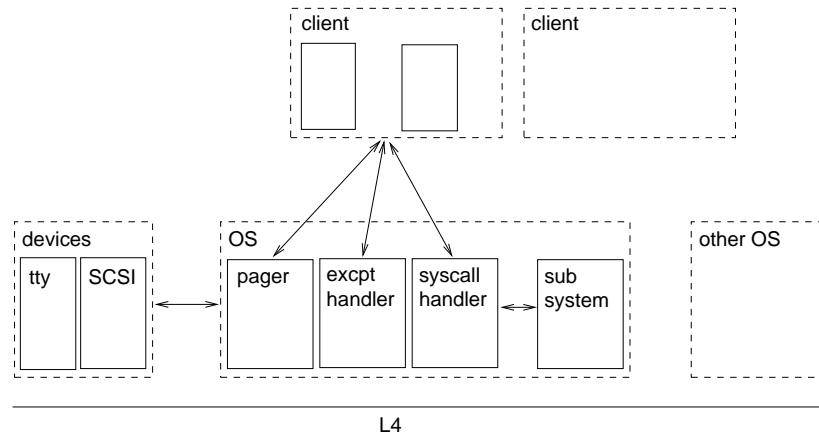 client
client
devices
tty
SCSI
OS
pager
excpt
handler
syscall
handler
sub
system
other OS
L4